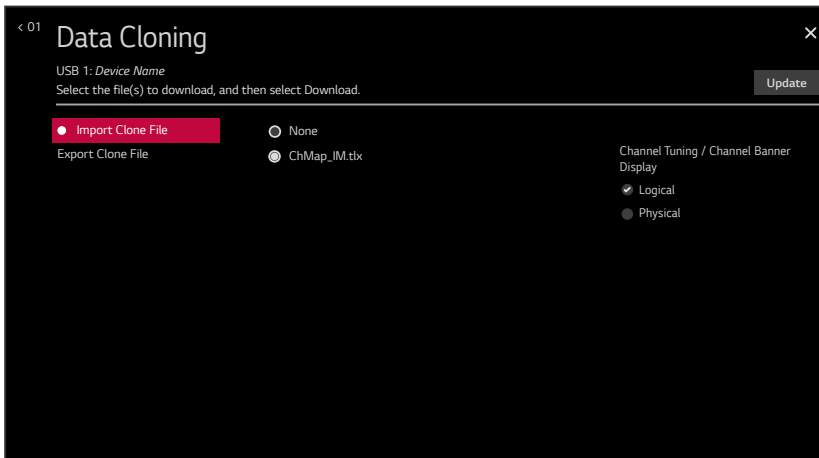 < 01
Data Cloning
USB 1: Device Name
Select the file(s) to download, and then select Download.
Update
Import Clone File
Export Clone File
None
ChMap_IM.tlx
Channel Tuning / Channel Banner
Display
Logical
Physical